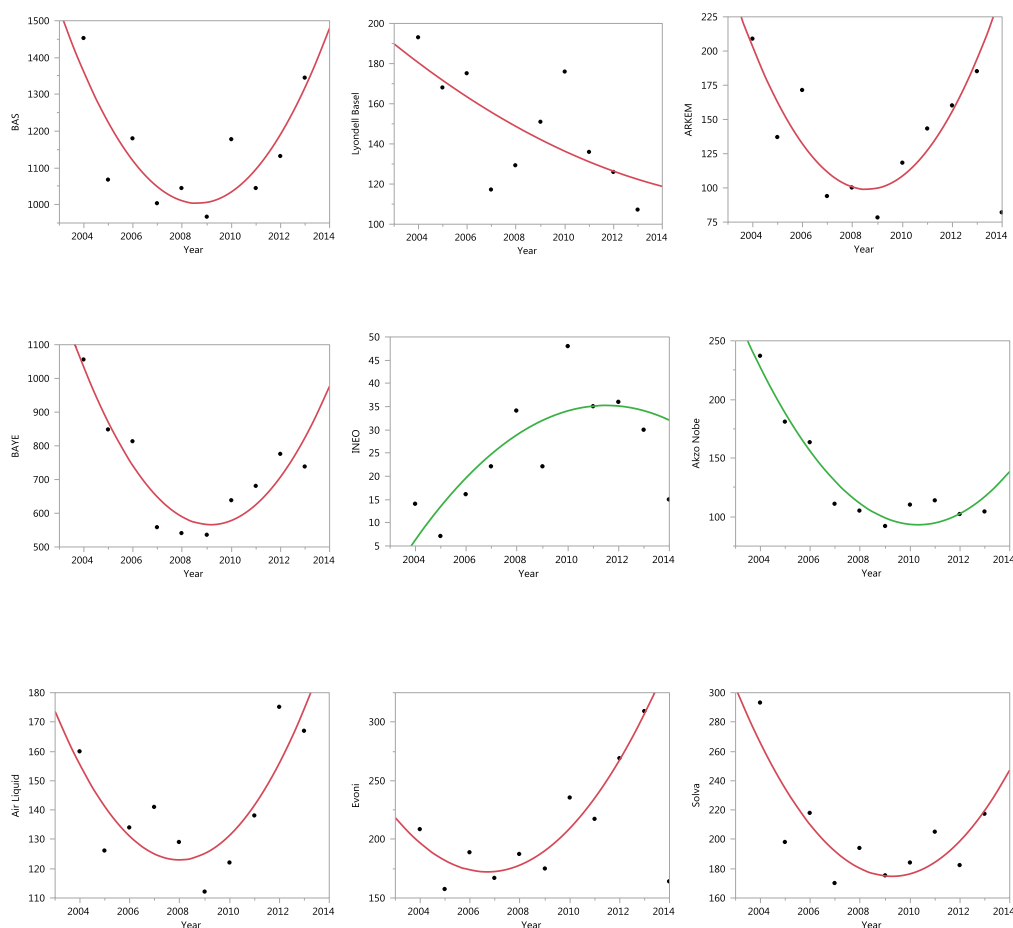 BAS
1500
1400
1300
1200
1100
1000
2004 2006 2008 2010 2012 2014
Year
Lyondell Basel
200
180
160
140
120
100
2004 2006 2008 2010 2012 2014
Year
ARKEM
225
200
175
150
125
100
75
2004 2006 2008 2010 2012 2014
Year
BAYE
1100
1000
900
800
700
600
500
2004 2006 2008 2010 2012 2014
Year
INEO
50
45
40
35
30
25
20
15
10
5
2004 2006 2008 2010 2012 2014
Year
Akzo Nobe
250
200
150
100
2004 2006 2008 2010 2012 2014
Year
Air Liquid
180
170
160
150
140
130
120
110
2004 2006 2008 2010 2012 2014
Year
Evoni
300
250
200
150
2004 2006 2008 2010 2012 2014
Year
Solva
300
280
260
240
220
200
180
160
2004 2006 2008 2010 2012 2014
Year